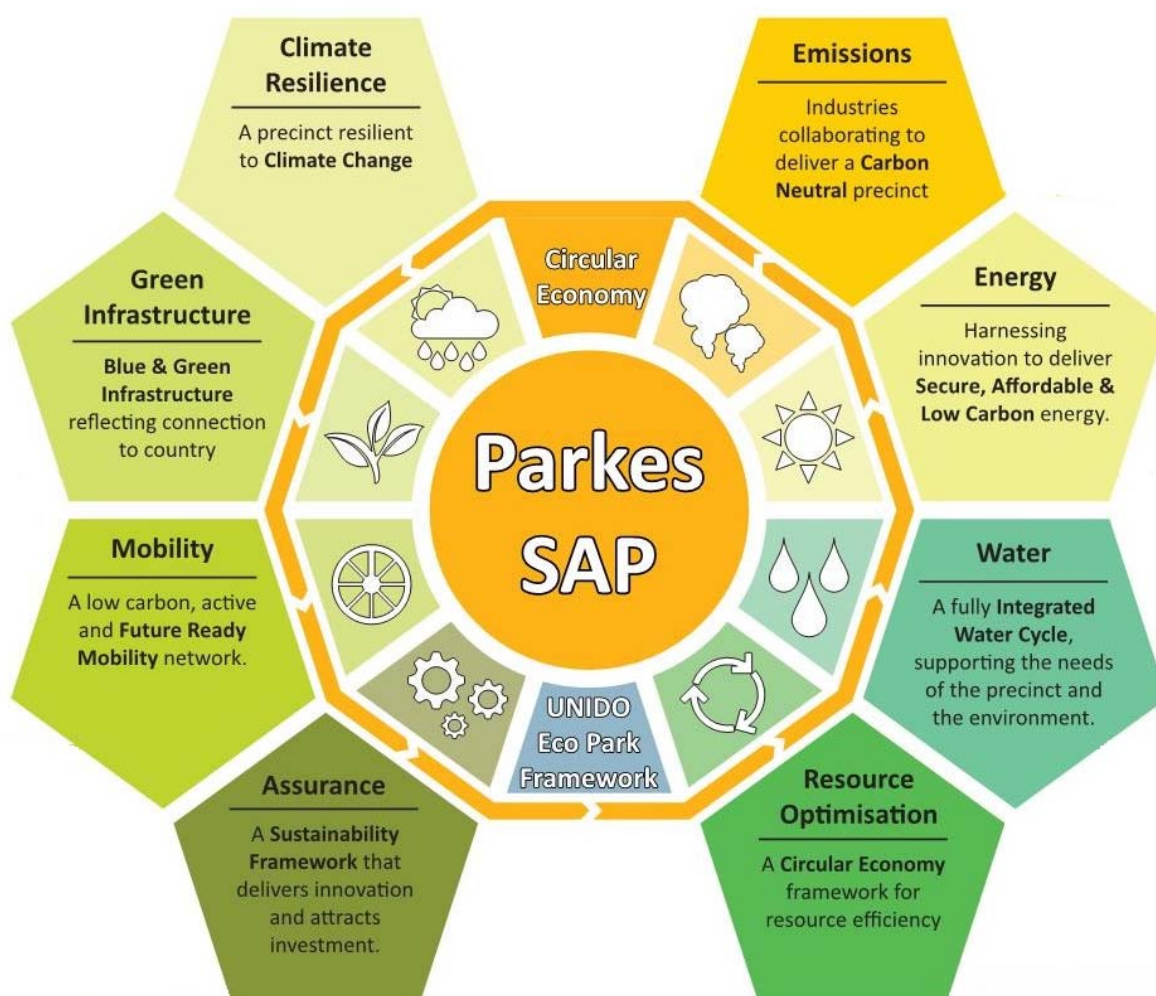 Climate
Resilience
A precinct resilient
to Climate Change
Emissions
Industries
collaborating to
deliver a Carbon
Neutral precinct
Green
Infrastructure
Blue & Green
Infrastructure
reflecting connection
to country
Circular
Economy
Energy
Harnessing
innovation to deliver
Secure, Affordable &
Low Carbon energy.
Parkes
SAP
Mobility
A low carbon, active
and Future Ready
Mobility network.
Water
A fully Integrated
Water Cycle,
supporting the needs
of the precinct and
the environment.
UNIDO
Eco Park
Framework
Assurance
A Sustainability
Framework that
delivers innovation
and attracts
investment.
Resource
Optimisation
A Circular Economy
framework for
resource efficiency